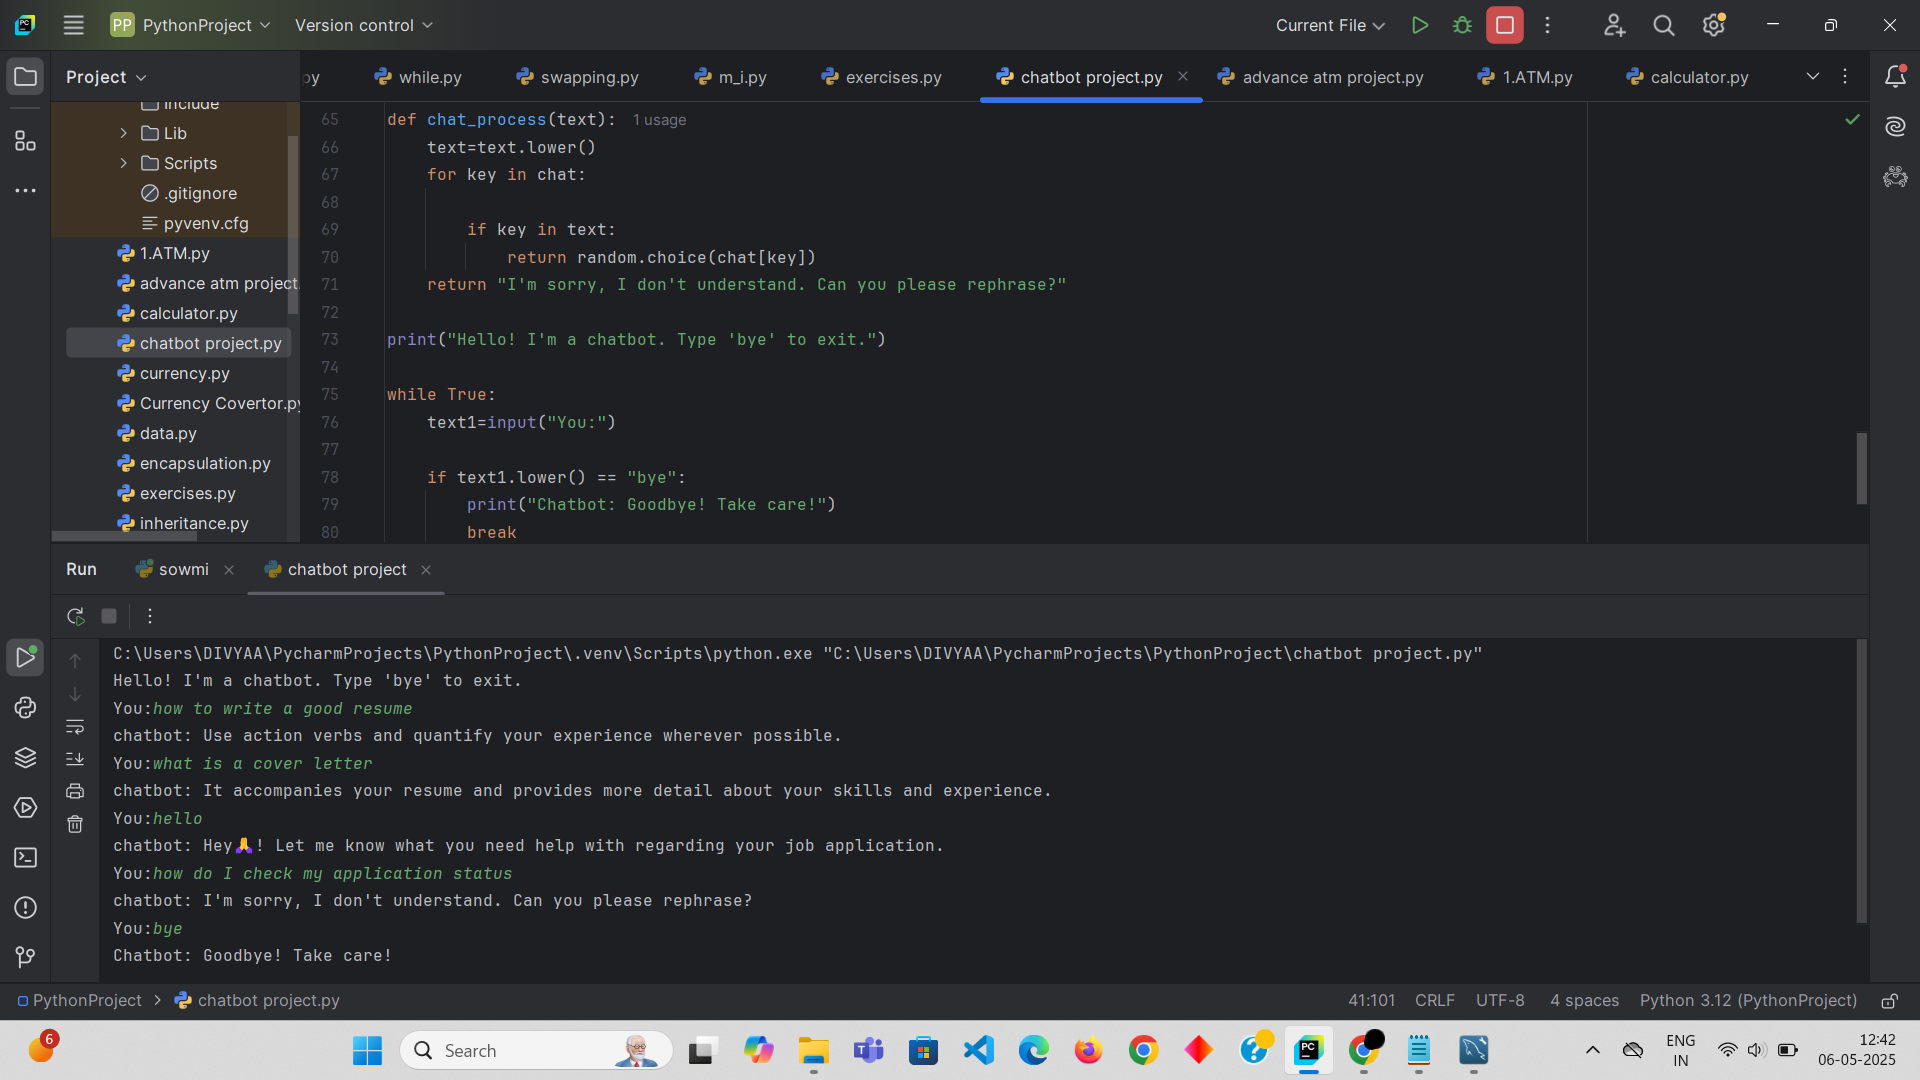 PP PythonProject Version control Current File
Project
py while.py swapping.py m_i.py exercises.py chatbot project.py advance atm project.py 1.ATM.py calculator.py
include
Lib
Scripts
.gitignore
pyvenv.cfg
1.ATM.py
advance atm project.
calculator.py
chatbot project.py
currency.py
Currency Covertor.py
data.py
encapsulation.py
exercises.py
inheritance.py
65 def chat_process(text): 1 usage
66 text=text.lower()
67 for key in chat:
68
69 if key in text:
70 return random.choice(chat[key])
71 return "I'm sorry, I don't understand. Can you please rephrase?"
72
73 print("Hello! I'm a chatbot. Type 'bye' to exit.")
74
75 while True:
76 text1=input("You:")
77
78 if text1.lower() == "bye":
79 print("Chatbot: Goodbye! Take care!")
80 break
Run sowmi chatbot project
C:\Users\DIVYAA\PycharmProjects\PythonProject\.venv\Scripts\python.exe "C:\Users\DIVYAA\PycharmProjects\PythonProject\chatbot project.py"
Hello! I'm a chatbot. Type 'bye' to exit.
You:how to write a good resume
chatbot: Use action verbs and quantify your experience wherever possible.
You:what is a cover letter
chatbot: It accompanies your resume and provides more detail about your skills and experience.
You:hello
chatbot: Hey🙏! Let me know what you need help with regarding your job application.
You:how do I check my application status
chatbot: I'm sorry, I don't understand. Can you please rephrase?
You:bye
Chatbot: Goodbye! Take care!
PythonProject > chatbot project.py 41:101 CRLF UTF-8 4 spaces Python 3.12 (PythonProject)
6 Search ENG IN 12:42
06-05-2025